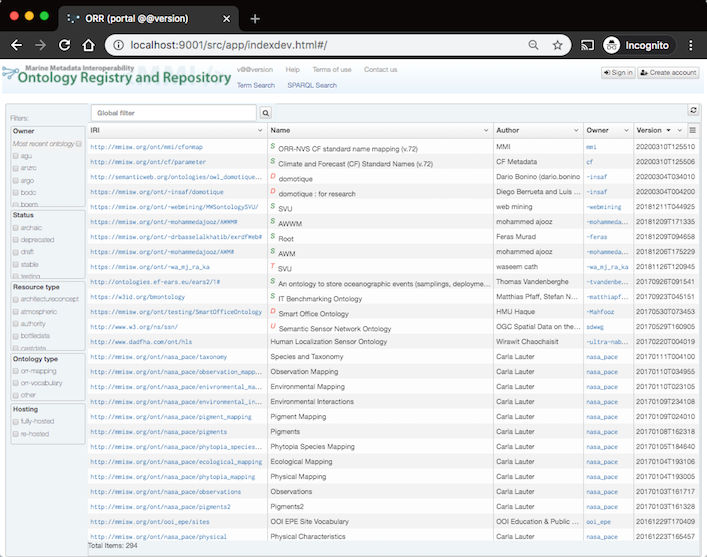 ORR (portal @@version)
localhost:9001/src/app/indexdev.html#/
Incognito
Marine Metadata Interoperability
Ontology Registry and Repository
v@@version Help Terms of use Contact us
Term Search SPARQL Search
Sign in Create account
Filters:
Owner
Most recent ontology
agu
anzrc
argo
bodc
boem
Status
archaic
deprecated
draft
stable
testing
Resource type
architectureconcept
atmospheric
authority
bottledata
castdata
Ontology type
on-mapping
on-vocabulary
other
Hosting
fully-hosted
re-hosted
Global filter
IRI Name Author Owner Version
http://mmisw.org/ont/mmi/cfonmap S ORR-NVS CF standard name mapping (v.72) MMI mmi 20200310T125510
http://mmisw.org/ont/cf/parameter S Climate and Forecast (CF) Standard Names (v.72) CF Metadata cf 20200310T125506
http://semanticweb.org/ontologies/owl_domotique... D domotique Dario Bonino (dario bonino) ~insaf 20200304T034010
http://mmisw.org/ont/~insaf/domotique D domotique : for research Diego Berrueta and Luis ... ~insaf 20200304T004200
http://mmisw.org/ont/~webmining/MWSontologySVU/ S SVU web mining ~webmining 20181211T044925
http://mmisw.org/ont/~mohammedajooz/AWWM# S AWWM mohammed ajooz ~mohammeda... 20181209T171335
http://mmisw.org/ont/~drbasselalkhatib/exrdfWeb# S Root Feras Murad ~feras 20181209T094658
http://mmisw.org/ont/~mohammedajooz/AWM# S AWM mohammed ajooz ~mohammeda... 20181206T175229
http://mmisw.org/ont/~wa_mj_ra_ka T SVU waseem cath ~wa_mj_ra_ka 20181126T120945
https://ontologies.ef-ears.eu/ears2/1# S An ontology to store oceanographic events (samplings, deployme... Thomas Vandenberghe ~tvandenbe... 20170926T091541
https://w3id.org/bmontology S IT Benchmarking Ontology Matthias Pfaff, Stefan N... ~matthiapf... 20170923T045151
http://mmisw.org/ont/testing/SmartOfficeOntology D Smart Office Ontology HMU Haque ~Mahfooz 20170530T073453
http://www.w3.org/ns/ssn/ U Semantic Sensor Network Ontology OGC Spatial Data on the... sdwwg 20170529T160905
http://www.dadfha.com/ont/hls Human Localization Sensor Ontology Wirawit Chaochaisit ~ultra-nab... 20170220T004019
http://mmisw.org/ont/nasa_pace/taxonomy Species and Taxonomy Carla Lauter nasa_pace 20170111T004100
http://mmisw.org/ont/nasa_pace/observation_mapp... Observation Mapping Carla Lauter nasa_pace 20170110T034955
http://mmisw.org/ont/nasa_pace/environmental_ma... Environmental Mapping Carla Lauter nasa_pace 20170110T023105
http://mmisw.org/ont/nasa_pace/environmental_in... Environmental Interactions Carla Lauter nasa_pace 20170109T234108
http://mmisw.org/ont/nasa_pace/pigment_mapping Pigment Mapping Carla Lauter nasa_pace 20170109T024010
http://mmisw.org/ont/nasa_pace/pigments Pigments Carla Lauter nasa_pace 20170108T162318
http://mmisw.org/ont/nasa_pace/phytopia_species... Phytopia Species Mapping Carla Lauter nasa_pace 20170105T184640
http://mmisw.org/ont/nasa_pace/ecological_mapping Ecological Mapping Carla Lauter nasa_pace 20170104T193106
http://mmisw.org/ont/nasa_pace/phytopia_mapping Physical Mapping Carla Lauter nasa_pace 20170104T193005
http://mmisw.org/ont/nasa_pace/observations Observations Carla Lauter nasa_pace 20170103T161717
http://mmisw.org/ont/nasa_pace/pigments2 Pigments2 Carla Lauter nasa_pace 20170103T161328
http://mmisw.org/ont/ooi_epe/sites OOI EPE Site Vocabulary OOI Education & Public ... ooi_epe 20161229T170409
http://mmisw.org/ont/nasa_pace/physical Physical Characteristics Carla Lauter nasa_pace 20161223T165457
Total Items: 294